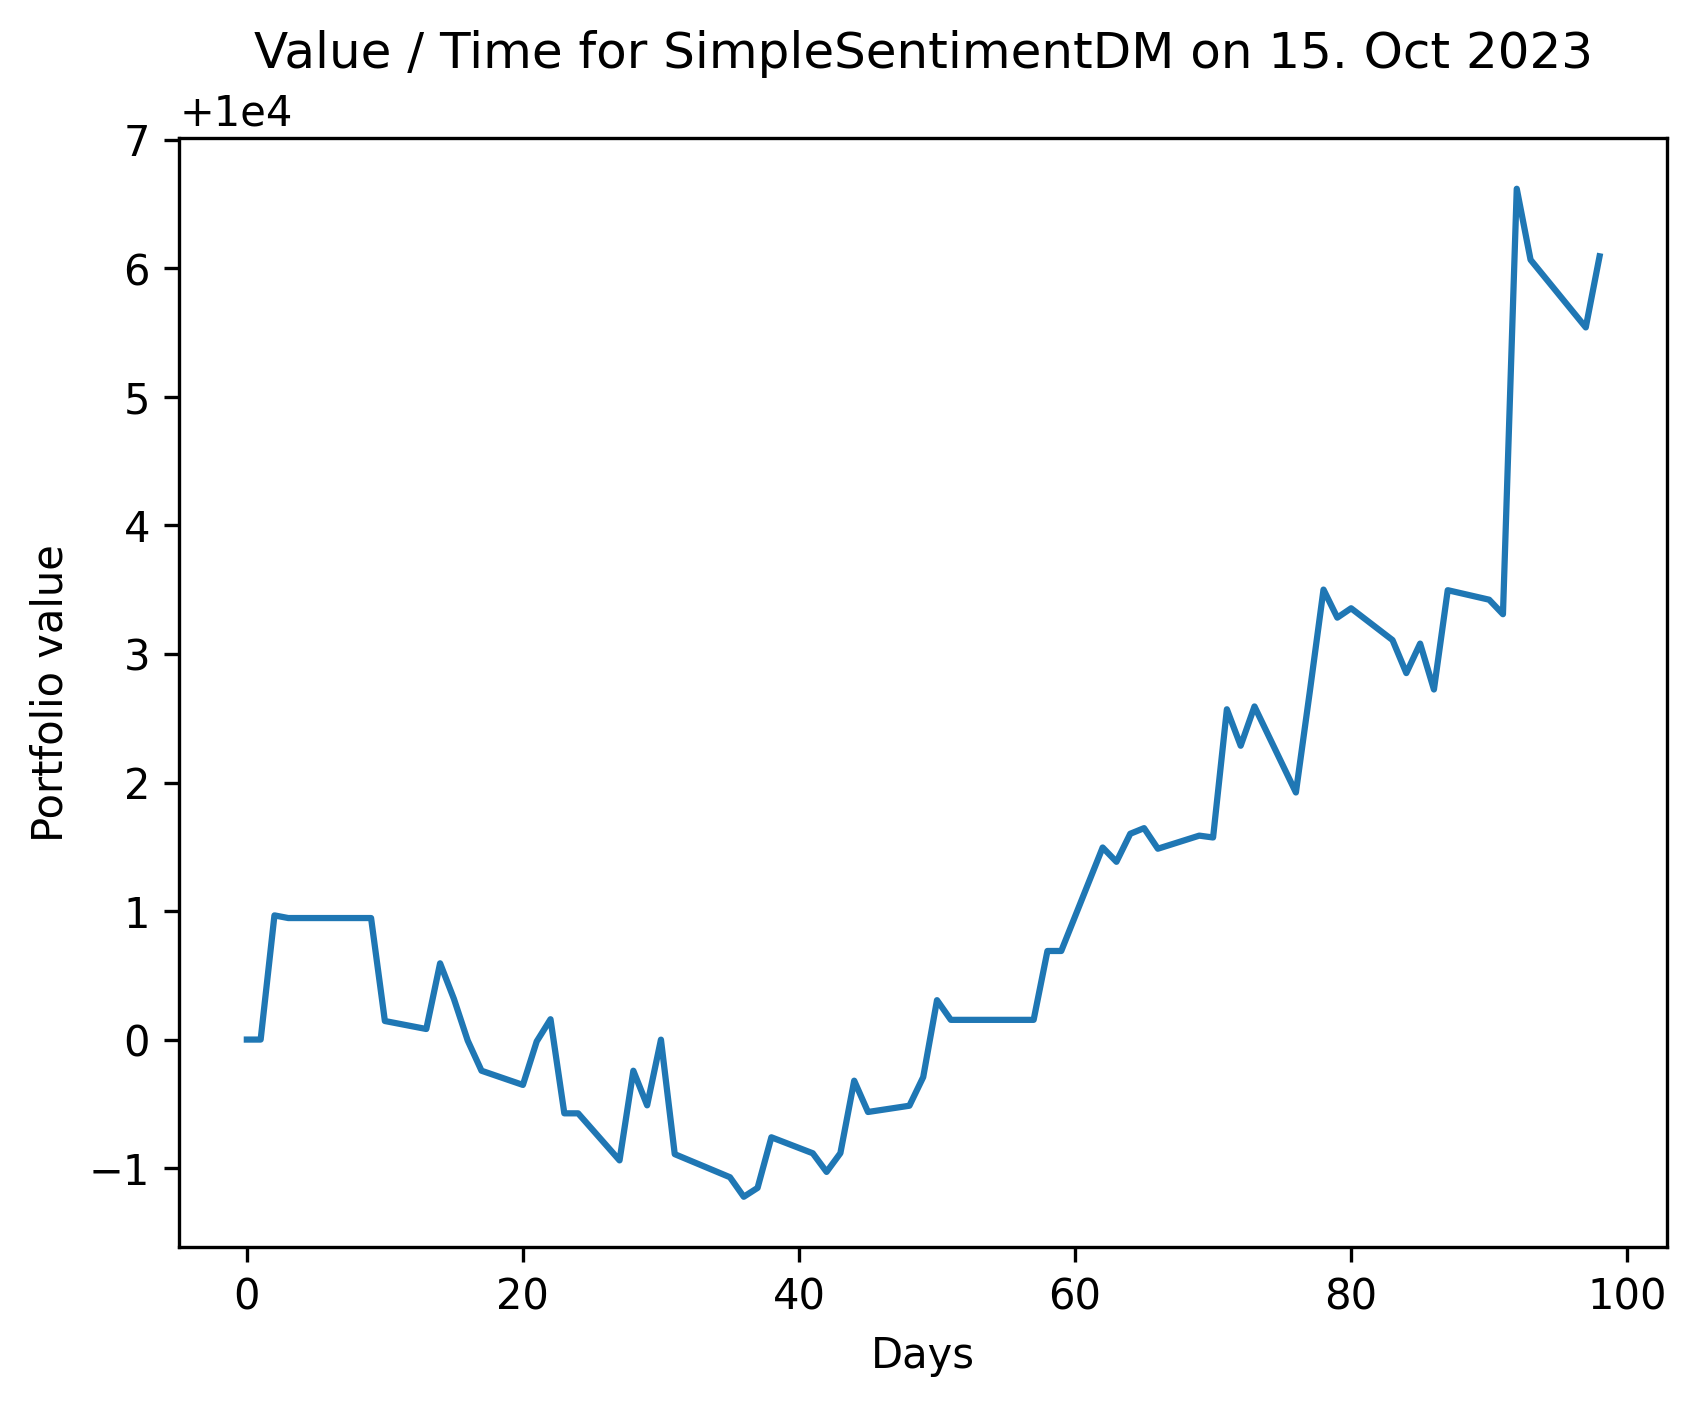 Value / Time for SimpleSentimentDM on 15. Oct 2023
+1e4
7
6
5
4
3
2
1
0
−1
Portfolio value
0 20 40 60 80 100
Days